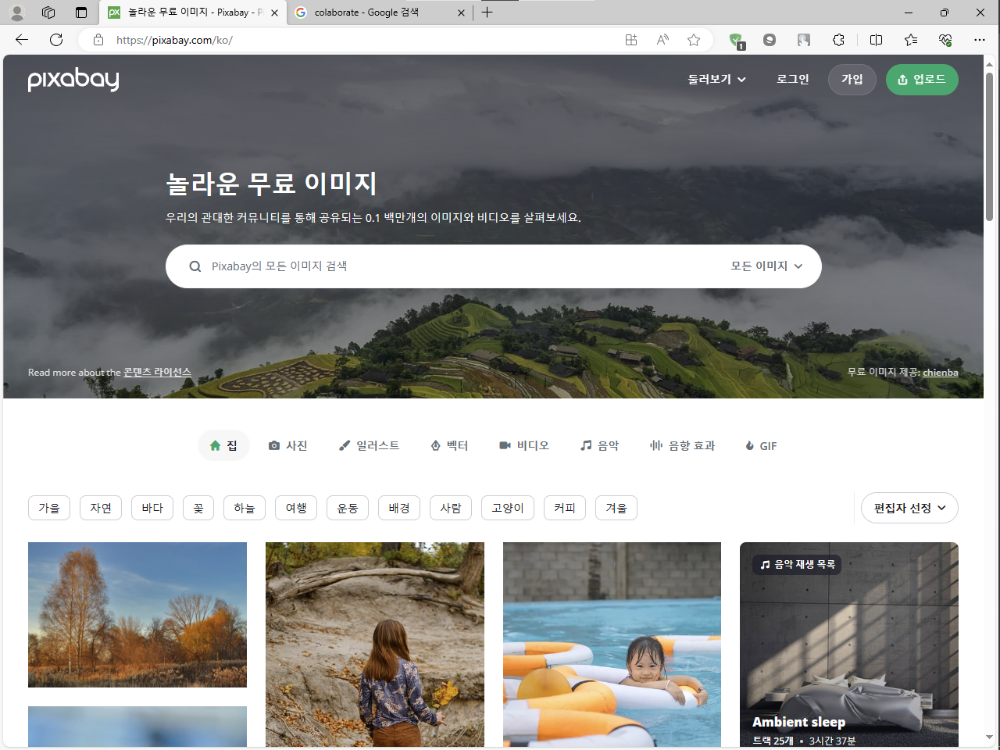 놀라운 무료 이미지 - Pixabay - P
colaborate - Google 검색
https://pixabay.com/ko/
1
pixabay
둘러보기
로그인
가입
업로드
놀라운 무료 이미지
우리의 관대한 커뮤니티를 통해 공유되는 0.1 백만개의 이미지와 비디오를 살펴보세요.
Pixabay의 모든 이미지 검색
모든 이미지
Read more about the 콘텐츠 라이선스
무료 이미지 제공: chienba
집
사진
일러스트
벡터
비디오
음악
음향 효과
GIF
가을
자연
바다
꽃
하늘
여행
운동
배경
사람
고양이
커피
겨울
편집자 선정
음악 재생 목록
Ambient sleep
트랙 25개 • 3시간 37분